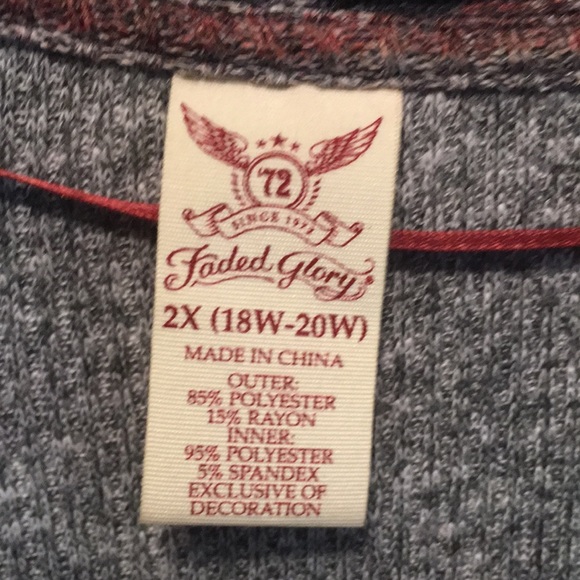 '72
SINCE 1972
Faded Glory
2X (18W-20W)
MADE IN CHINA
OUTER:
85% POLYESTER
15% RAYON
INNER:
95% POLYESTER
5% SPANDEX
EXCLUSIVE OF
DECORATION